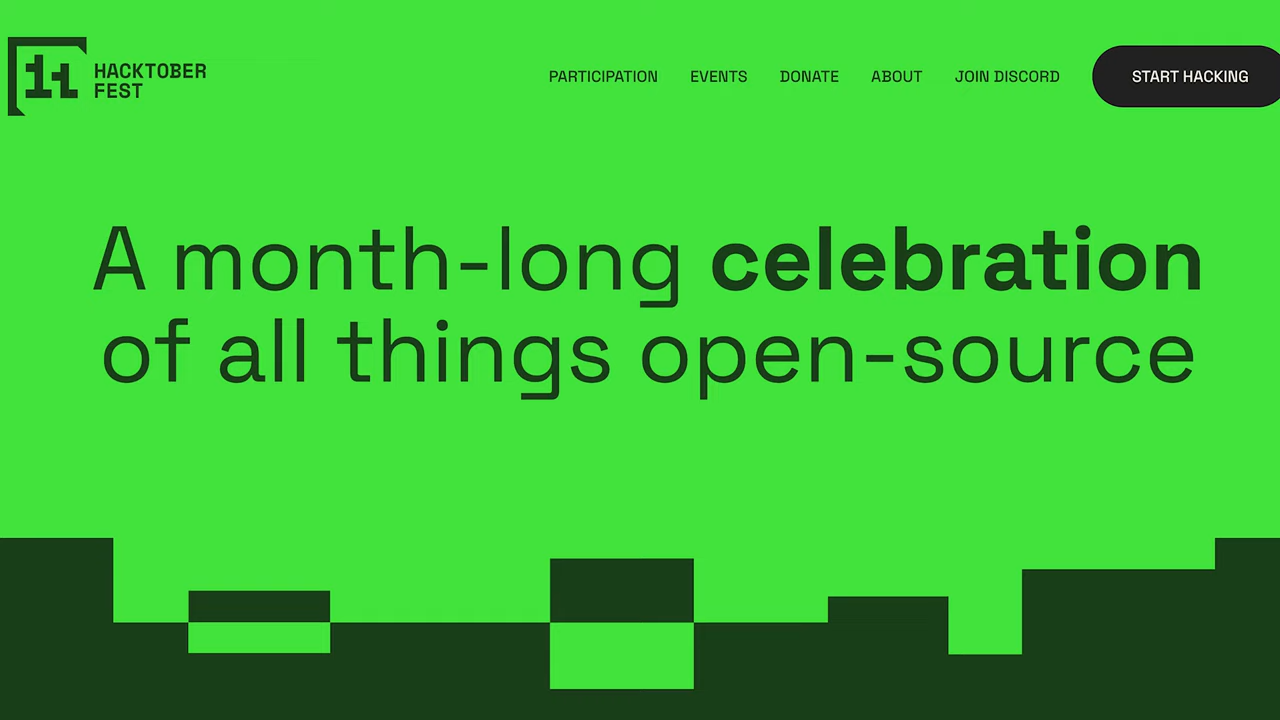 HACKTOBER
FEST
PARTICIPATION EVENTS DONATE ABOUT JOIN DISCORD START HACKING
A month-long celebration
of all things open-source